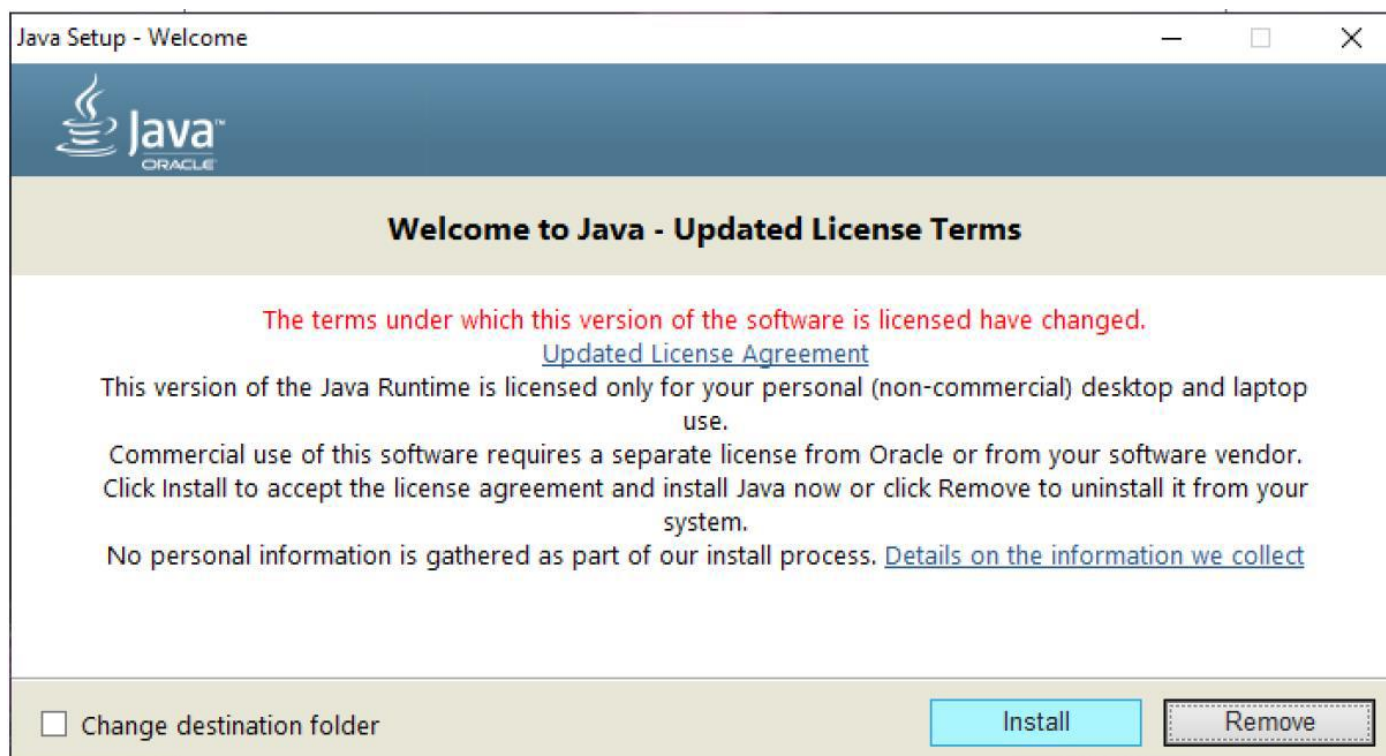 Java Setup - Welcome
Java™
ORACLE
Welcome to Java - Updated License Terms
The terms under which this version of the software is licensed have changed.
Updated License Agreement
This version of the Java Runtime is licensed only for your personal (non-commercial) desktop and laptop
use.
Commercial use of this software requires a separate license from Oracle or from your software vendor.
Click Install to accept the license agreement and install Java now or click Remove to uninstall it from your
system.
No personal information is gathered as part of our install process. Details on the information we collect
Change destination folder
Install
Remove